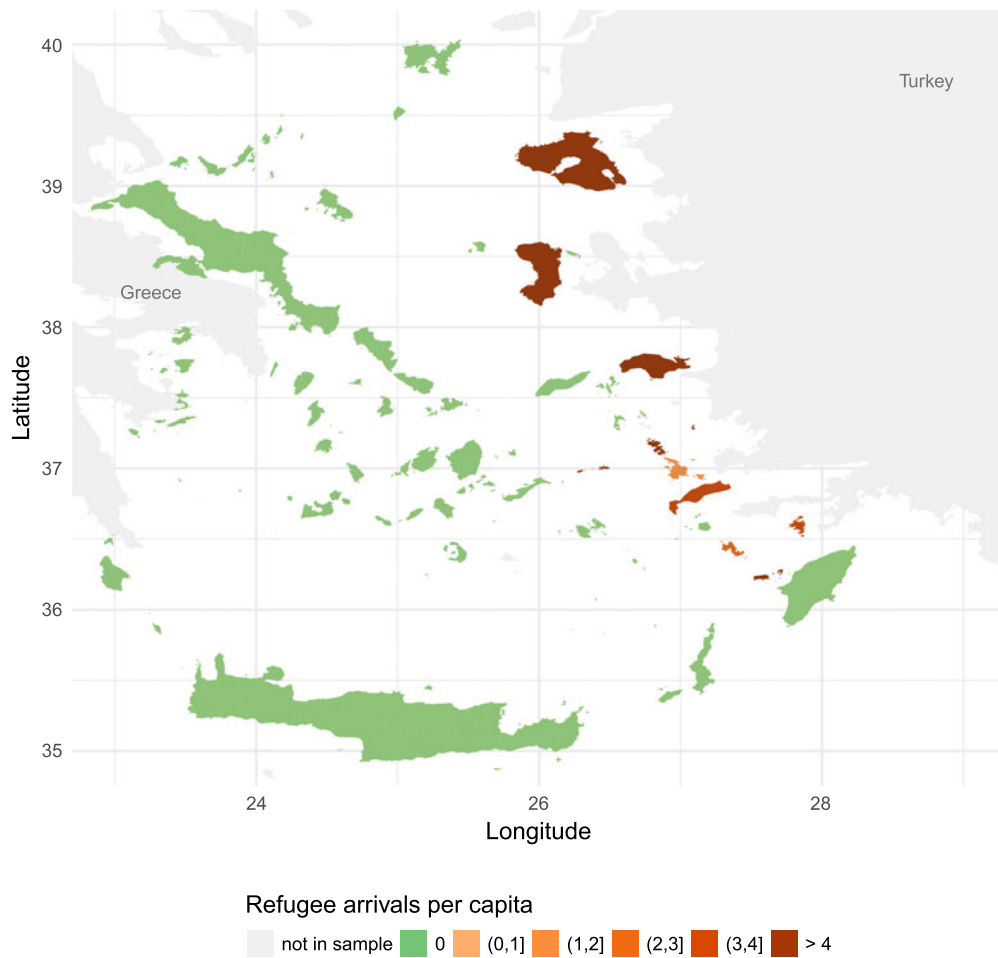 40
39
38
37
36
35
Latitude
Turkey
Greece
24 26 28
Longitude
Refugee arrivals per capita
not in sample 0 (0,1] (1,2] (2,3] (3,4] > 4